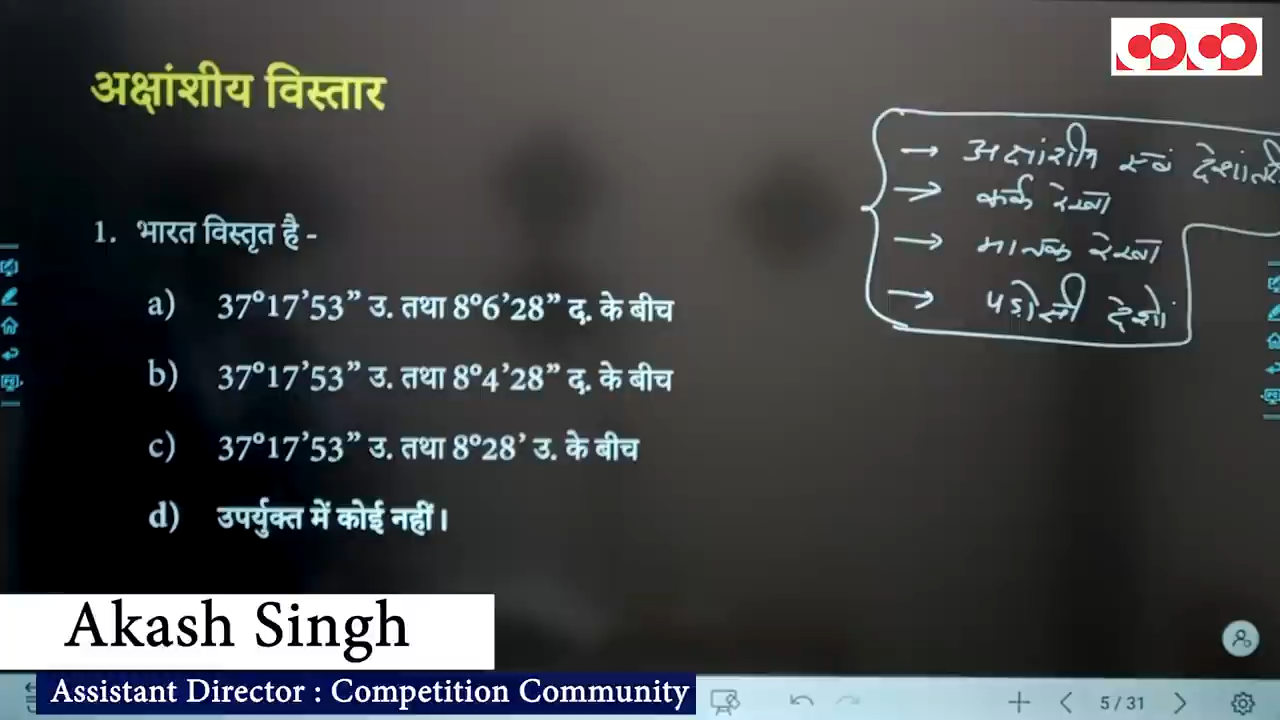 अक्षांशीय विस्तार
→ अक्षांशीय एवं देशांतरी
→ कर्क रेखा
→ मानक रेखा
→ पड़ोसी देशों
1. भारत विस्तृत है -
a) 37°17’53” उ. तथा 8°6’28” द. के बीच
b) 37°17’53” उ. तथा 8°4’28” द. के बीच
c) 37°17’53” उ. तथा 8°28’ उ. के बीच
d) उपर्युक्त में कोई नहीं।
Akash Singh
Assistant Director : Competition Community
5 / 31